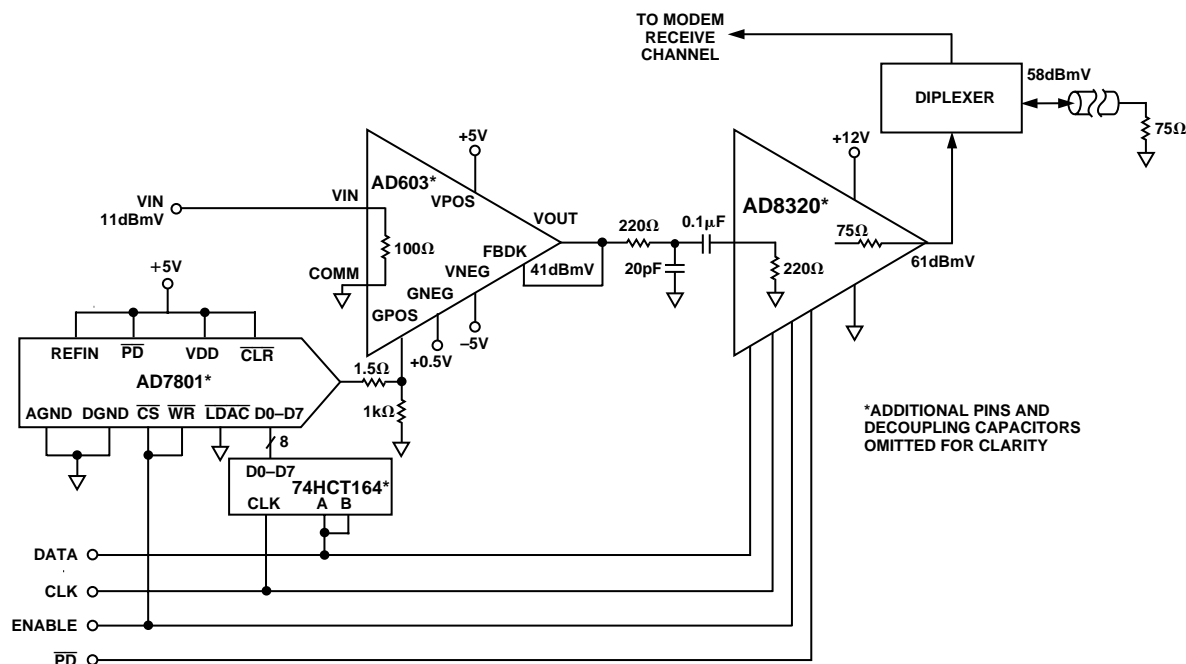 TO MODEM
RECEIVE
CHANNEL
58dBmV
DIPLEXER
75Ω
+5V
+12V
AD603*
VIN
VIN
11dBmV
VPOS
AD8320*
VOUT
220Ω
0.1µF
75Ω
100Ω
FBDK
41dBmV
20pF
220Ω
61dBmV
COMM
VNEG
GNEG
GPOS
–5V
+0.5V
+5V
REFIN
PD
VDD
CLR
AD7801*
1.5Ω
1kΩ
AGND
DGND
CS
WR
LDAC
D0–D7
8
*ADDITIONAL PINS AND
DECOUPLING CAPACITORS
OMITTED FOR CLARITY
D0–D7
74HCT164*
CLK
A
B
DATA
CLK
ENABLE
PD